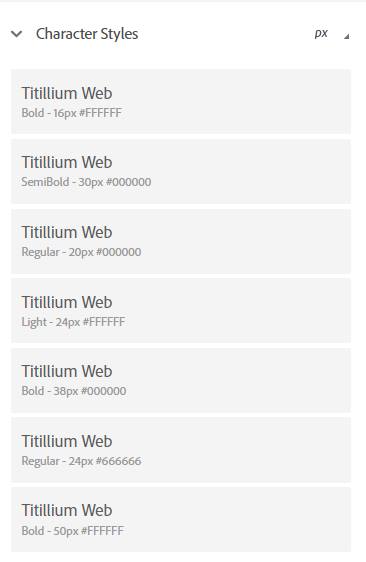 Character Styles
px
Titillium Web
Bold - 16px #FFFFFF
Titillium Web
SemiBold - 30px #000000
Titillium Web
Regular - 20px #000000
Titillium Web
Light - 24px #FFFFFF
Titillium Web
Bold - 38px #000000
Titillium Web
Regular - 24px #666666
Titillium Web
Bold - 50px #FFFFFF